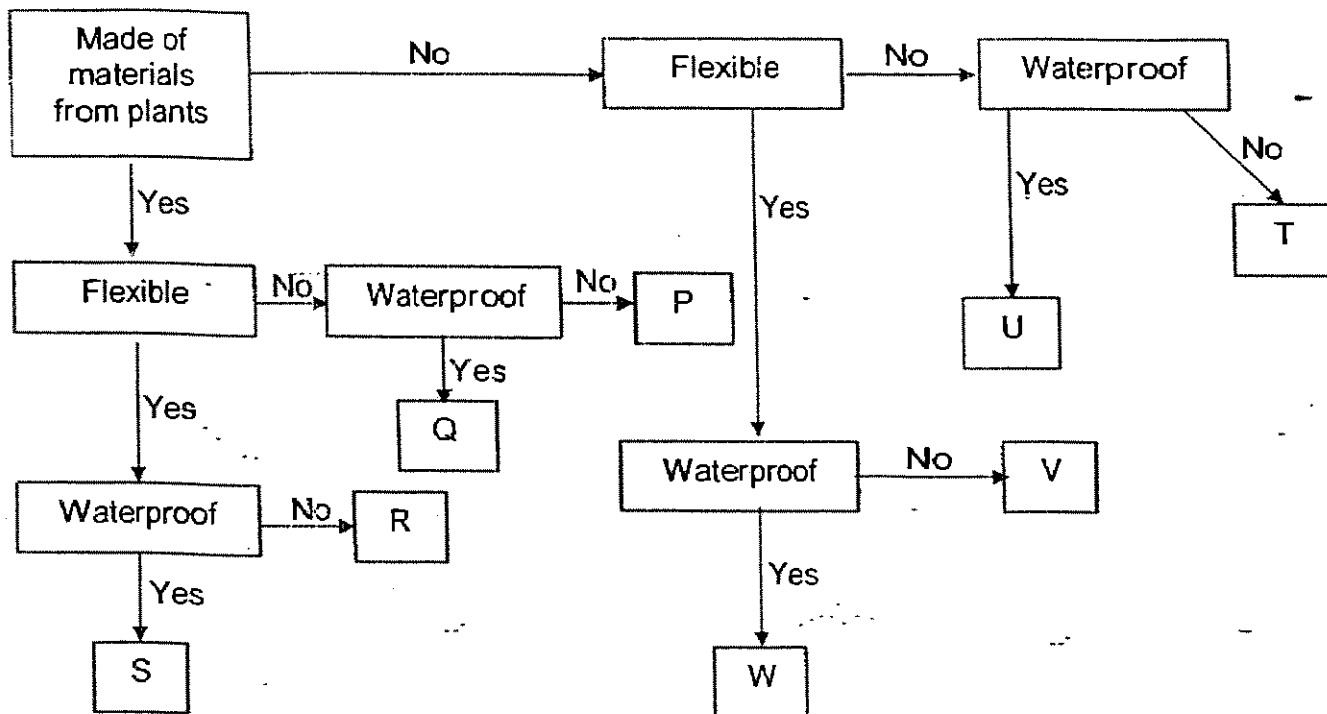 Made of
materials
from plants
No
Flexible
No
Waterproof
Yes
Yes
Yes
No
T
Flexible
No
Waterproof
No
P
U
Yes
Yes
Q
Waterproof
No
V
Waterproof
No
R
Yes
Yes
S
W